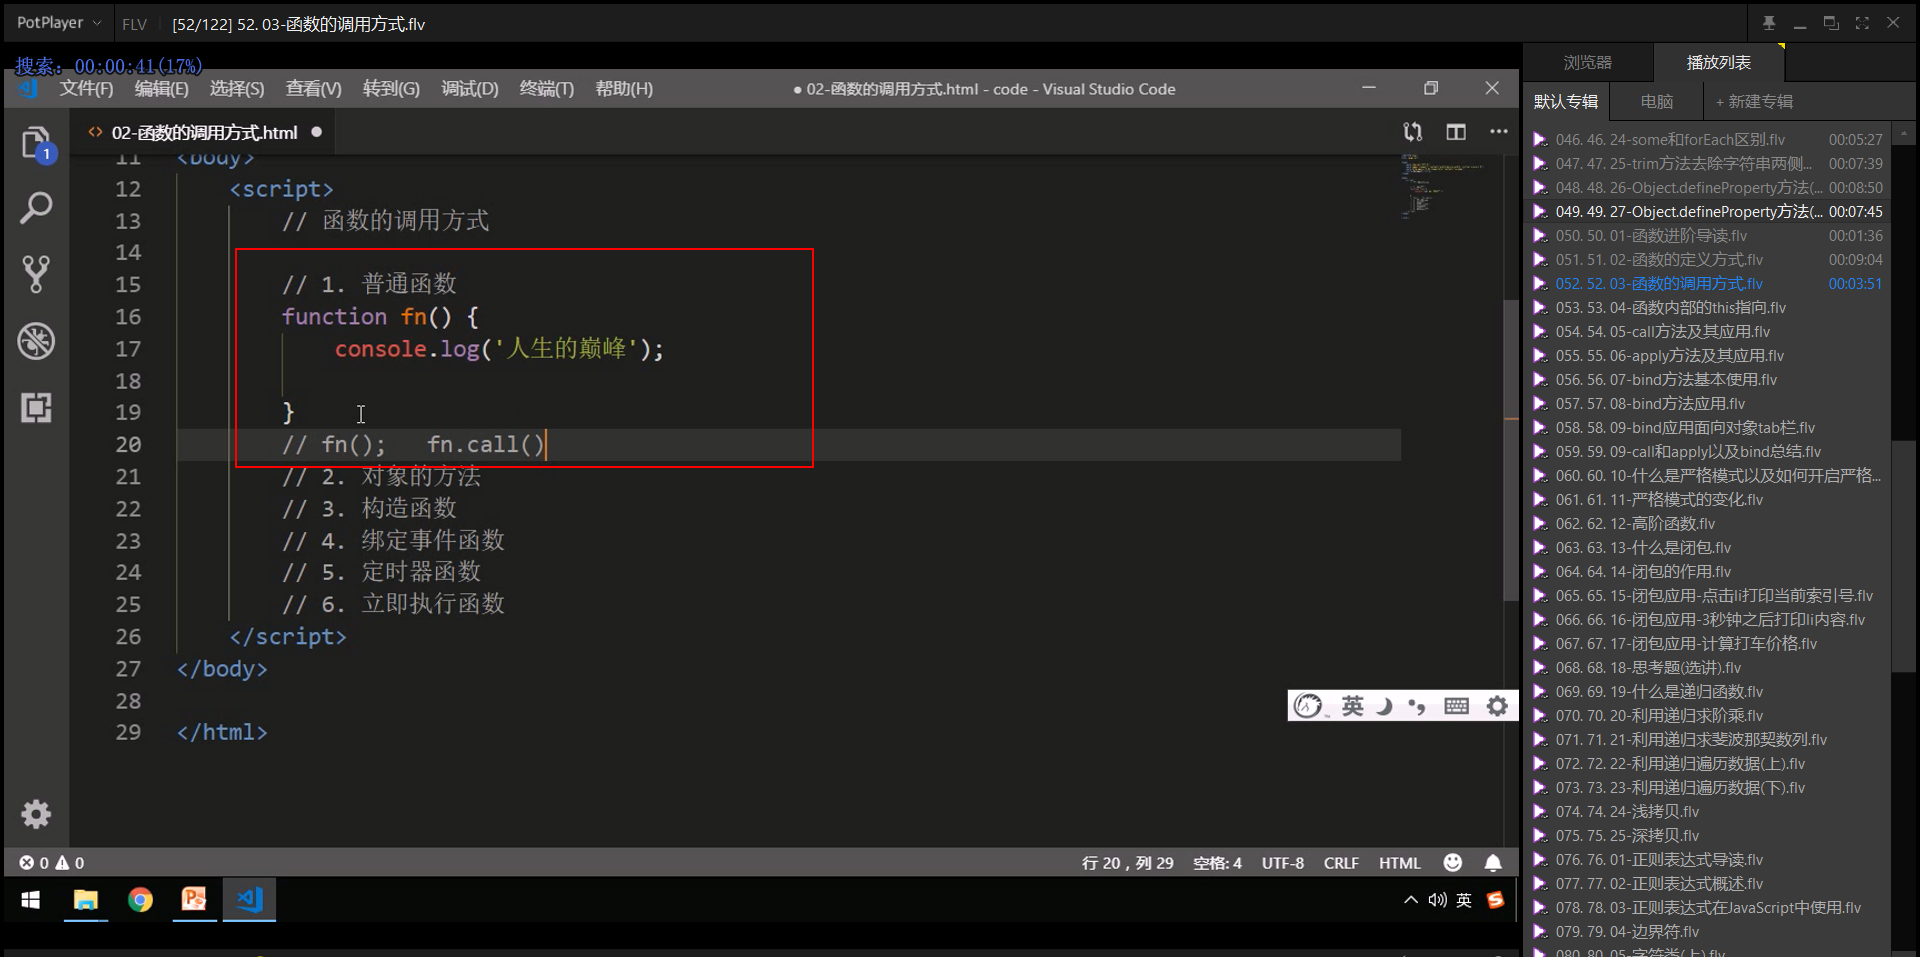 PotPlayer
FLV
[52/122] 52. 03-函数的调用方式.flv
搜索: 00:00:41(17%)
文件(F) 编辑(E) 选择(S) 查看(V) 转到(G) 调试(D) 终端(T) 帮助(H)
● 02-函数的调用方式.html - code - Visual Studio Code
<> 02-函数的调用方式.html ●
1
11 <body>
12 <script>
13 // 函数的调用方式
14
15 // 1. 普通函数
16 function fn() {
17 console.log('人生的巅峰');
18
19 }
20 // fn();   fn.call()
21 // 2. 对象的方法
22 // 3. 构造函数
23 // 4. 绑定事件函数
24 // 5. 定时器函数
25 // 6. 立即执行函数
26 </script>
27 </body>
28
29 </html>
英
0 0
行 20，列 29 空格: 4 UTF-8 CRLF HTML
英
浏览器 播放列表
默认专辑 电脑 + 新建专辑
046. 46. 24-some和forEach区别.flv 00:05:27
047. 47. 25-trim方法去除字符串两侧... 00:07:39
048. 48. 26-Object.defineProperty方法(... 00:08:50
049. 49. 27-Object.defineProperty方法(... 00:07:45
050. 50. 01-函数进阶导读.flv 00:01:36
051. 51. 02-函数的定义方式.flv 00:09:04
052. 52. 03-函数的调用方式.flv 00:03:51
053. 53. 04-函数内部的this指向.flv
054. 54. 05-call方法及其应用.flv
055. 55. 06-apply方法及其应用.flv
056. 56. 07-bind方法基本使用.flv
057. 57. 08-bind方法应用.flv
058. 58. 09-bind应用面向对象tab栏.flv
059. 59. 09-call和apply以及bind总结.flv
060. 60. 10-什么是严格模式以及如何开启严格...
061. 61. 11-严格模式的变化.flv
062. 62. 12-高阶函数.flv
063. 63. 13-什么是闭包.flv
064. 64. 14-闭包的作用.flv
065. 65. 15-闭包应用-点击li打印当前索引号.flv
066. 66. 16-闭包应用-3秒钟之后打印li内容.flv
067. 67. 17-闭包应用-计算打车价格.flv
068. 68. 18-思考题(选讲).flv
069. 69. 19-什么是递归函数.flv
070. 70. 20-利用递归求阶乘.flv
071. 71. 21-利用递归求斐波那契数列.flv
072. 72. 22-利用递归遍历数据(上).flv
073. 73. 23-利用递归遍历数据(下).flv
074. 74. 24-浅拷贝.flv
075. 75. 25-深拷贝.flv
076. 76. 01-正则表达式导读.flv
077. 77. 02-正则表达式概述.flv
078. 78. 03-正则表达式在JavaScript中使用.flv
079. 79. 04-边界符.flv
080. 80. 05-字符类(上).flv